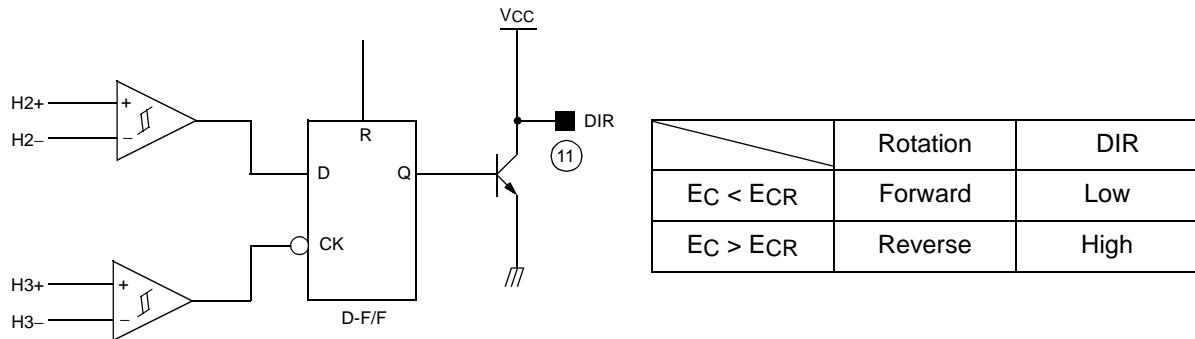 VCC
H2+
H2−
+
−
R
D
Q
CK
DIR
11
H3+
H3−
+
−
D-F/F
Rotation DIR
EC < ECR Forward Low
EC > ECR Reverse High